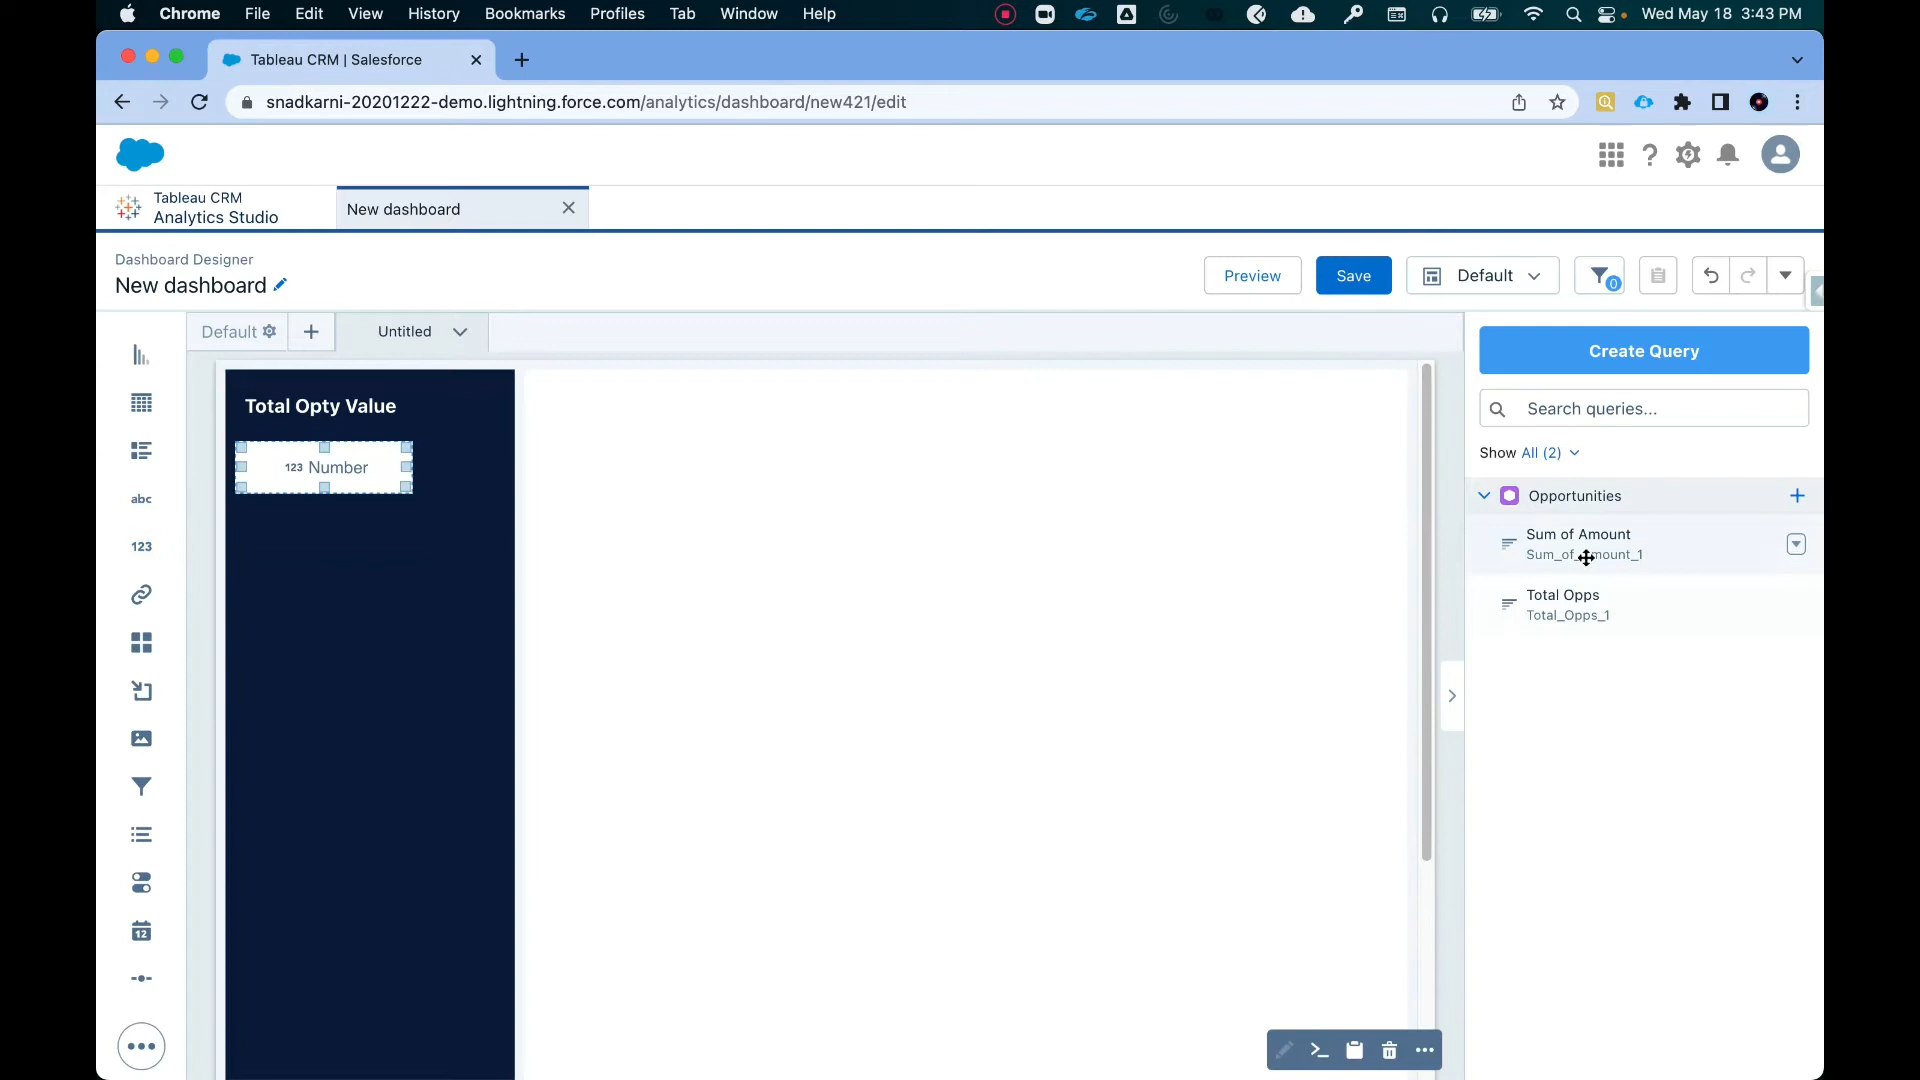 Chrome File Edit View History Bookmarks Profiles Tab Window Help Wed May 18 3:43 PM
Tableau CRM | Salesforce
snadkarni-20201222-demo.lightning.force.com/analytics/dashboard/new421/edit
Tableau CRM
Analytics Studio
New dashboard
Dashboard Designer
New dashboard
Preview
Save
Default
0
Default
Untitled
Create Query
Total Opty Value
Search queries...
123 Number
Show All (2)
Opportunities
abc
Sum of Amount
123
Sum_of_Amount_1
Total Opps
Total_Opps_1
12